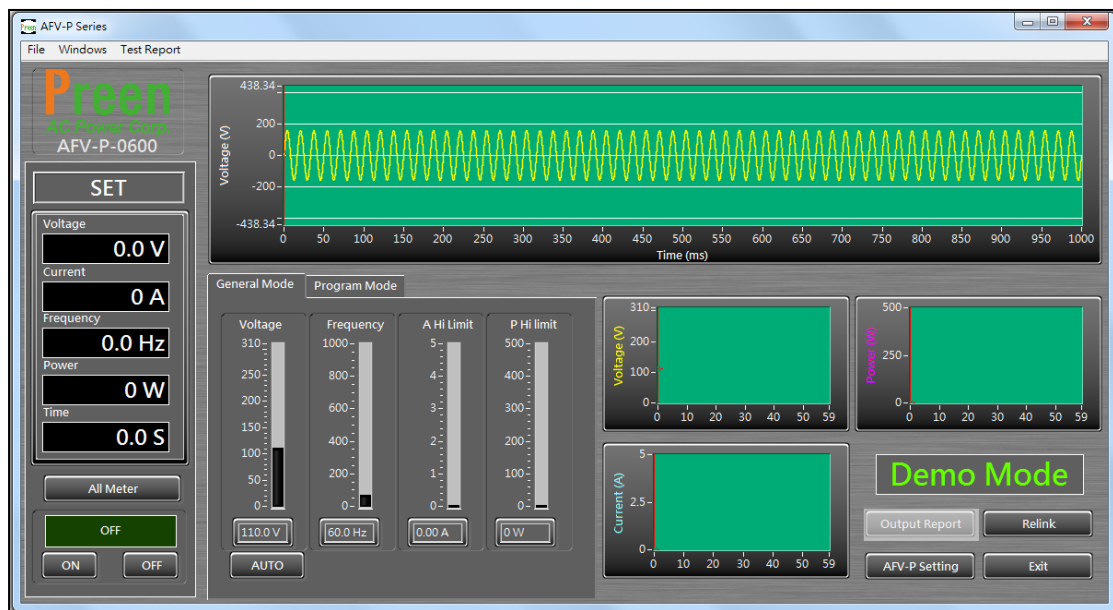 Preen AFV-P Series
File Windows Test Report
Preen
AC Power Corp.
AFV-P-0600
SET
Voltage
0.0 V
Current
0 A
Frequency
0.0 Hz
Power
0 W
Time
0.0 S
All Meter
OFF
ON OFF
Voltage (V)
438.34
200
0
-200
-438.34
0 50 100 150 200 250 300 350 400 450 500 550 600 650 700 750 800 850 900 950 1000
Time (ms)
General Mode Program Mode
Voltage Frequency A Hi Limit P Hi limit
310 1000 5 500
250 800 4 400
200 600 3 300
150 400 2 200
100 200 1 100
50 0 0 0
0
110.0 V 60.0 Hz 0.00 A 0 W
AUTO
Voltage (V)
310
200
100
0
0 10 20 30 40 50 59
Power (W)
500
250
0
0 10 20 30 40 50 59
Current (A)
5
2.5
0
0 10 20 30 40 50 59
Demo Mode
Output Report Relink
AFV-P Setting Exit